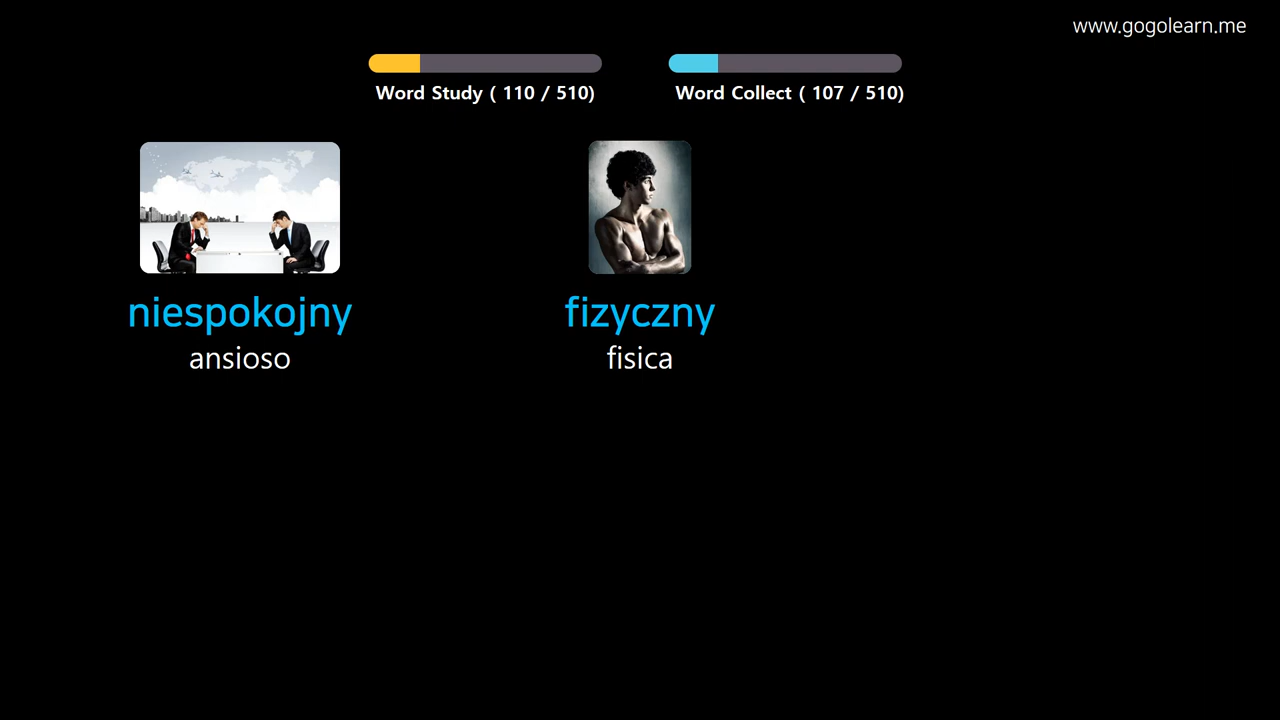 www.gogolearn.me
Word Study ( 110 / 510)
Word Collect ( 107 / 510)
niespokojny
ansioso
fizyczny
fisica